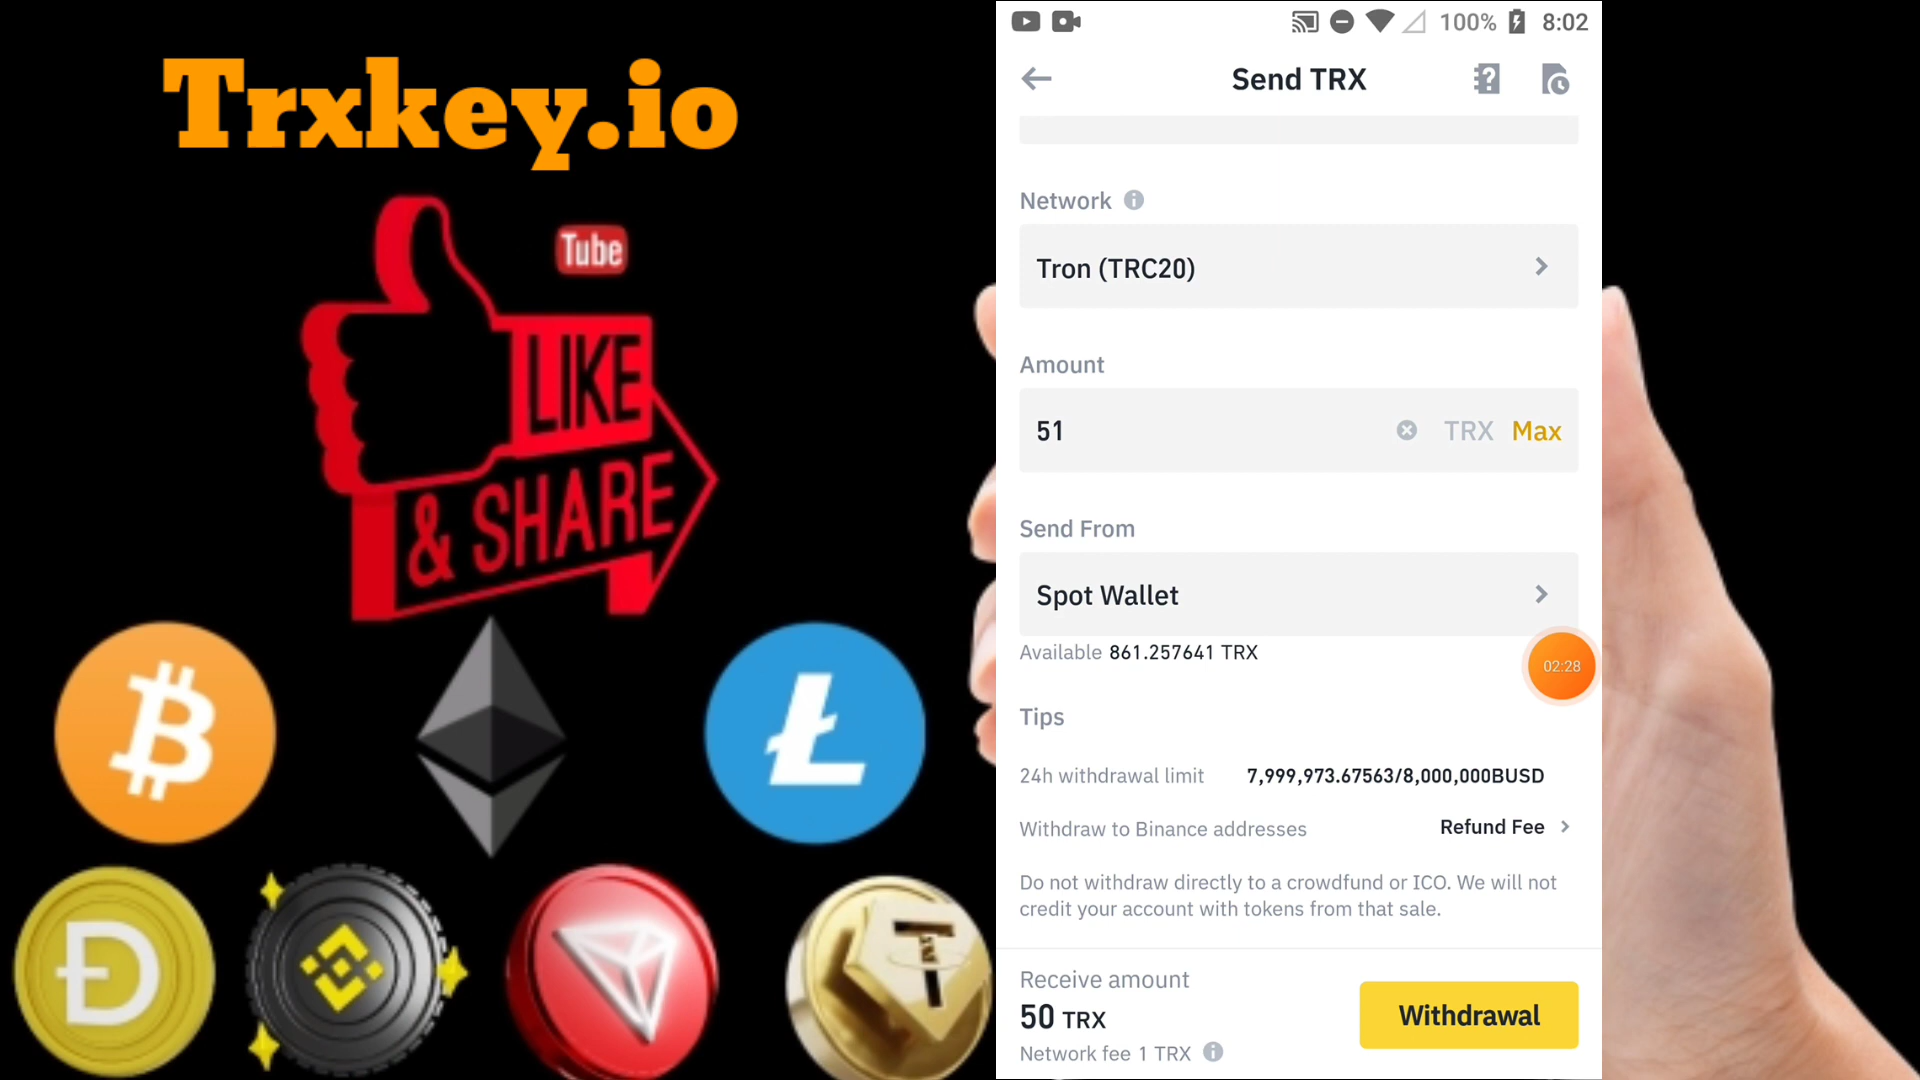 Trxkey.io
Tube
LIKE
& SHARE
100% 8:02
Send TRX
Network
Tron (TRC20)
Amount
51 TRX Max
Send From
Spot Wallet
Available 861.257641 TRX
02:28
Tips
24h withdrawal limit 7,999,973.67563/8,000,000BUSD
Withdraw to Binance addresses Refund Fee
Do not withdraw directly to a crowdfund or ICO. We will not
credit your account with tokens from that sale.
Receive amount
50 TRX
Network fee 1 TRX
Withdrawal